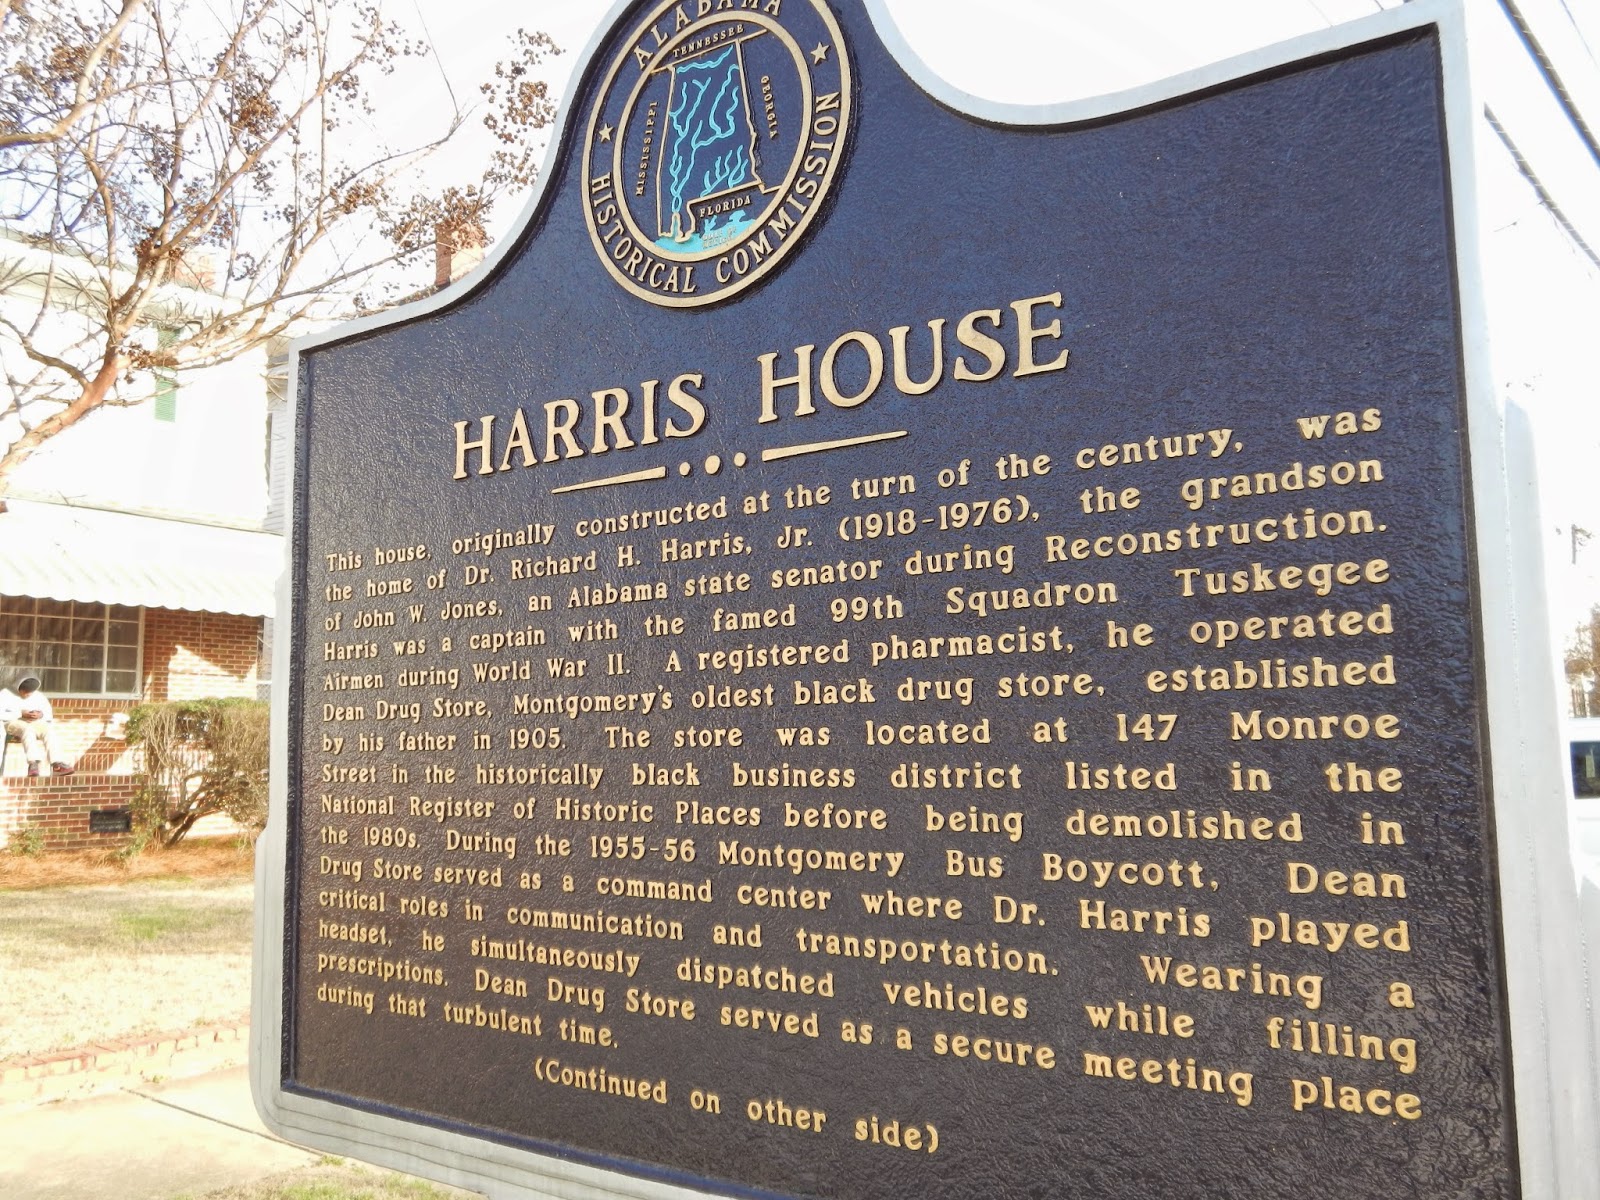 ALABAMA
TENNESSEE
MISSISSIPPI
GEORGIA
FLORIDA
HISTORICAL COMMISSION
HARRIS HOUSE
This house, originally constructed at the turn of the century, was
the home of Dr. Richard H. Harris, Jr. (1918-1976), the grandson
of John W. Jones, an Alabama state senator during Reconstruction.
Harris was a captain with the famed 99th Squadron Tuskegee
Airmen during World War II. A registered pharmacist, he operated
Dean Drug Store, Montgomery's oldest black drug store, established
by his father in 1905. The store was located at 147 Monroe
Street in the historically black business district listed in the
National Register of Historic Places before being demolished in
the 1980s. During the 1955-56 Montgomery Bus Boycott, Dean
Drug Store served as a command center where Dr. Harris played
critical roles in communication and transportation. Wearing a
headset, he simultaneously dispatched vehicles while filling
prescriptions. Dean Drug Store served as a secure meeting place
during that turbulent time.
(Continued on other side)